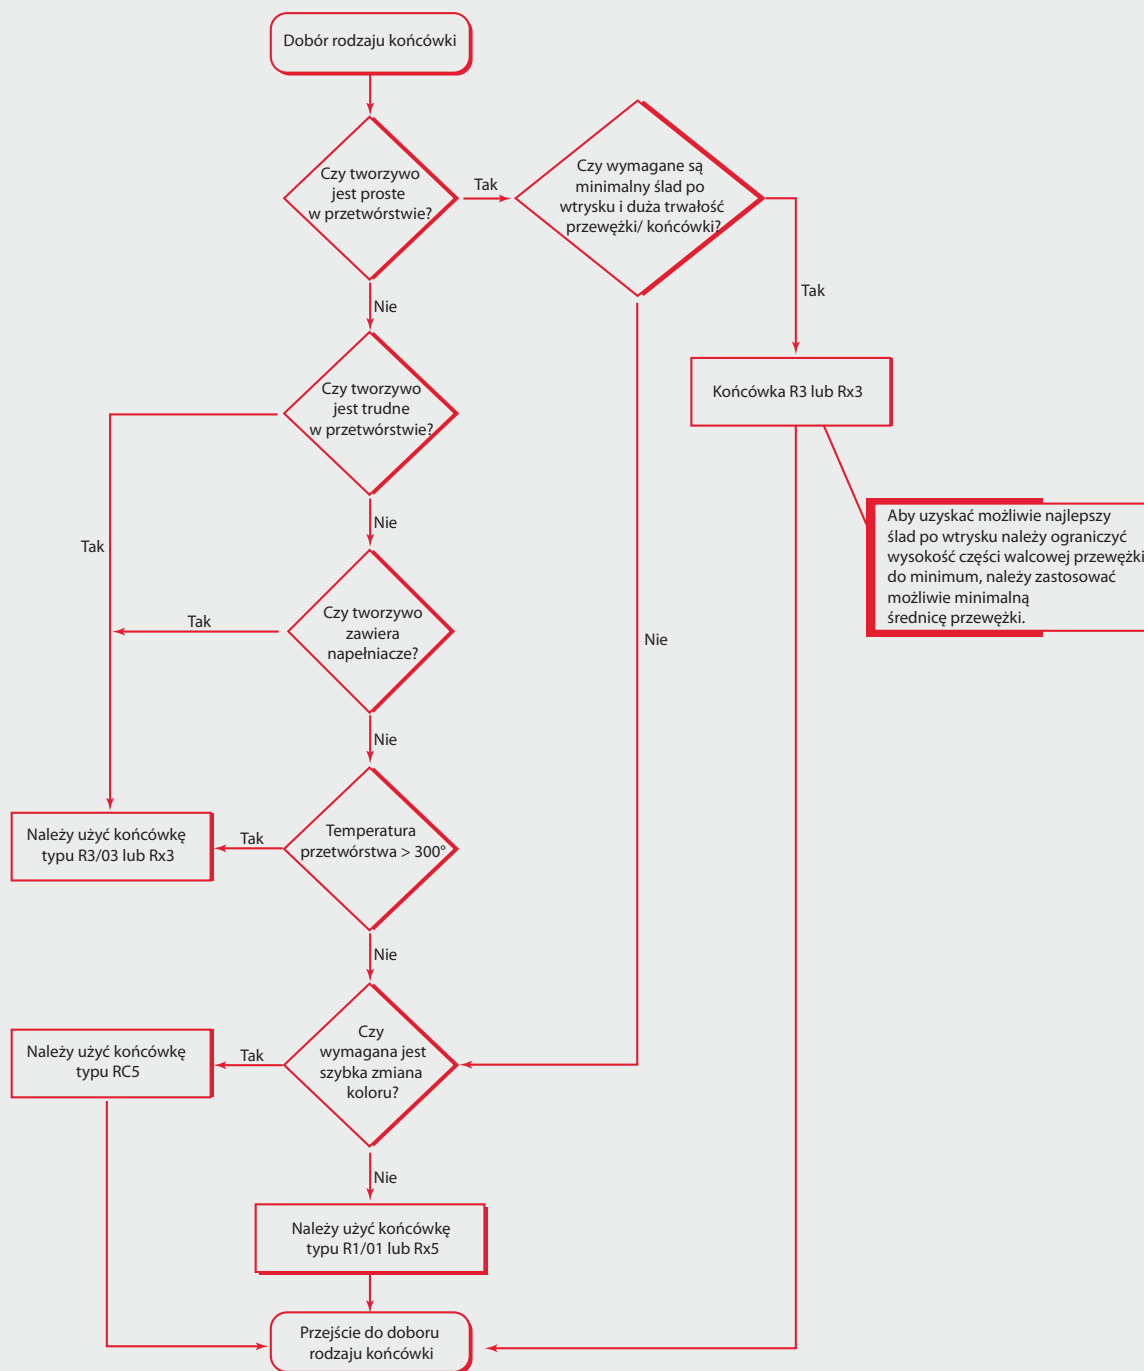 Dobór rodzaju końcówki
Czy tworzywo
jest proste
w przetwórstwie?
Tak
Czy wymagane są
minimalny ślad po
wtrysku i duża trwałość
przewężki/ końcówki?
Tak
Nie
Czy tworzywo
jest trudne
w przetwórstwie?
Końcówka R3 lub Rx3
Aby uzyskać możliwie najlepszy
ślad po wtrysku należy ograniczyć
wysokość części walcowej przewężki
do minimum, należy zastosować
możliwie minimalną
średnicę przewężki.
Nie
Tak
Czy tworzywo
zawiera
napełniacze?
Tak
Nie
Nie
Temperatura
przetwórstwa > 300°
Tak
Należy użyć końcówkę
typu R3/03 lub Rx3
Nie
Czy
wymagana jest
szybka zmiana
koloru?
Tak
Należy użyć końcówkę
typu RC5
Nie
Należy użyć końcówkę
typu R1/01 lub Rx5
Przejście do doboru
rodzaju końcówki